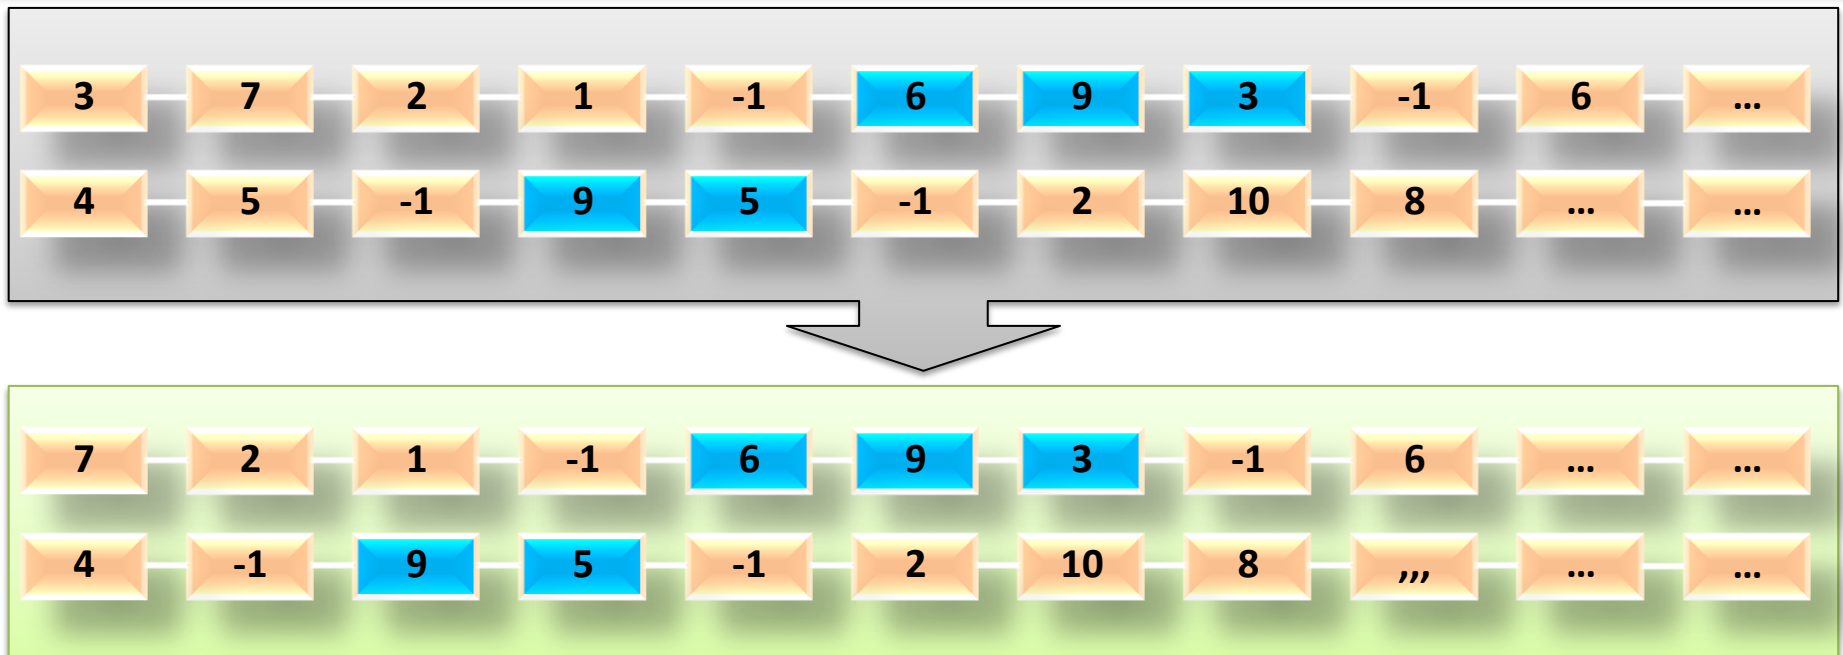 3 7 2 1 -1 6 9 3 -1 6 ...
4 5 -1 9 5 -1 2 10 8 ... ...
7 2 1 -1 6 9 3 -1 6 ... ...
4 -1 9 5 -1 2 10 8 ,,, ... ...